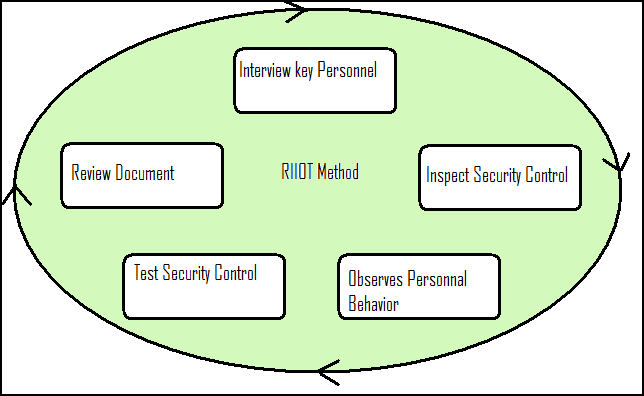 Interview key Personnel
Review Document
RIIOT Method
Inspect Security Control
Test Security Control
Observes Personnal
Behavior